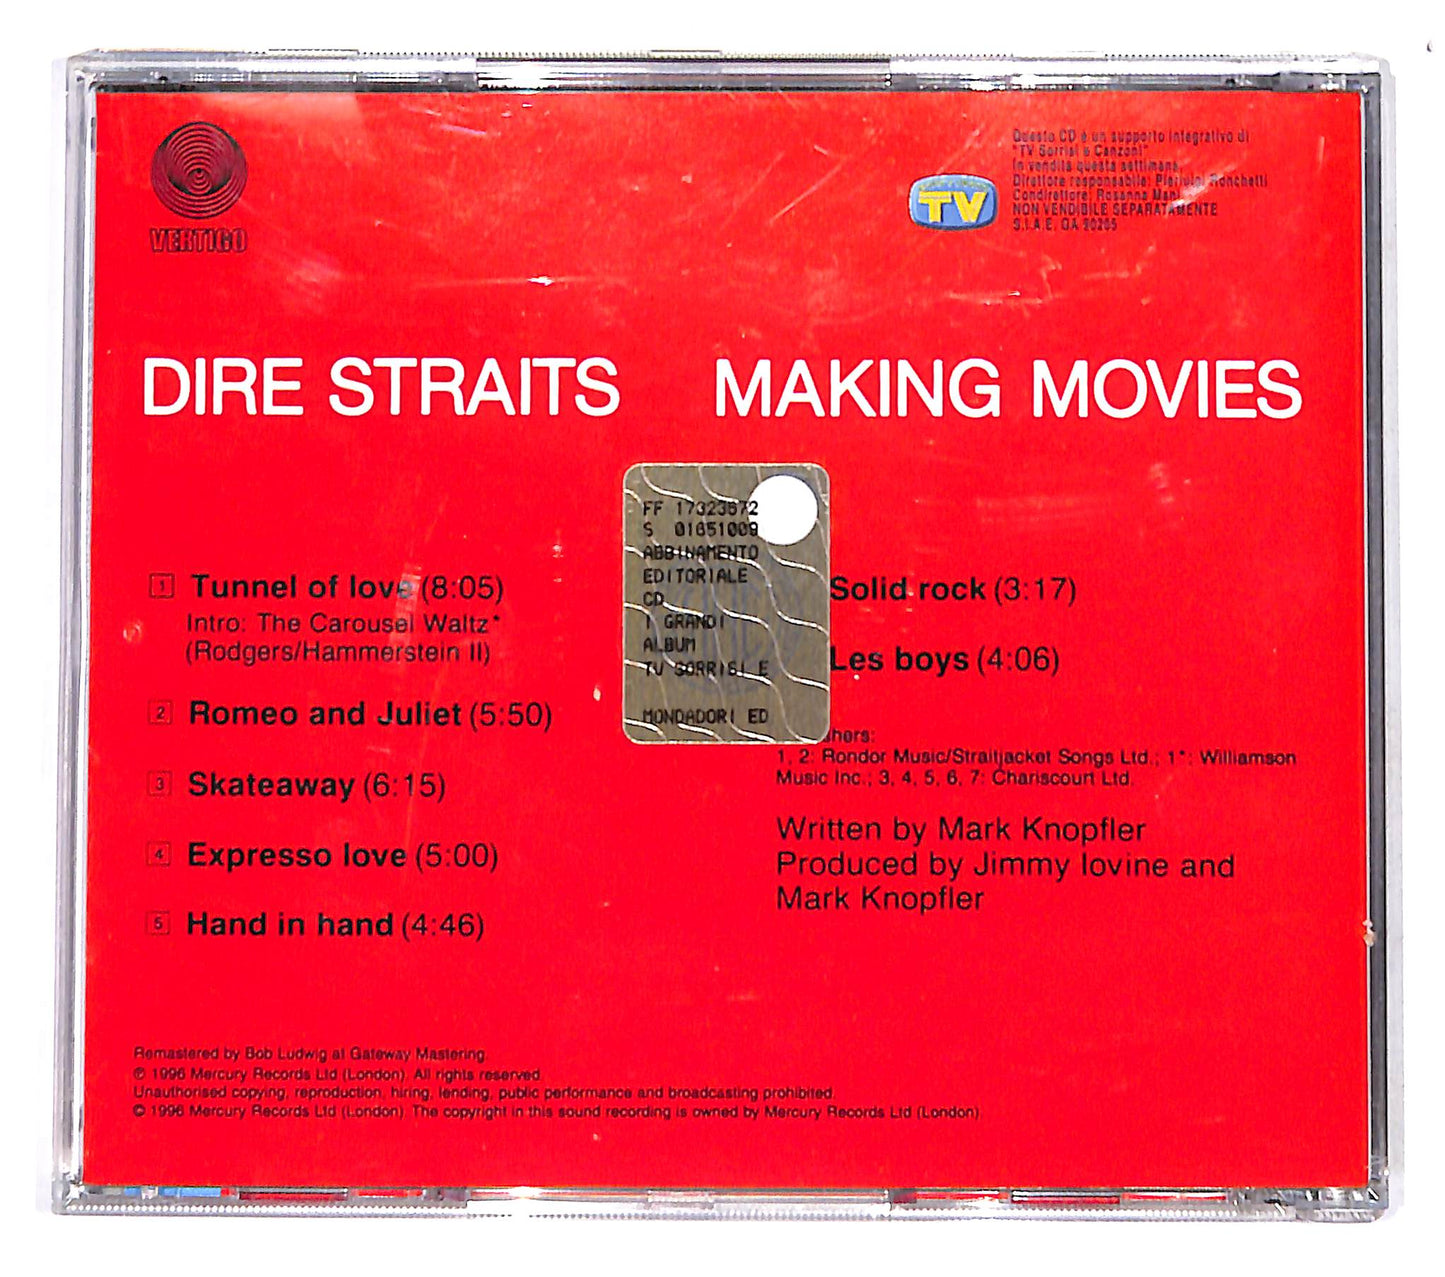 VERTIGO
TV
Questo CD è un supporto integrativo di
"TV Sorrisi e Canzoni"
In vendita questa settimana.
Direttore responsabile: Pierluigi Ronchetti
Condirettore: Rosanna Mani
NON VENDIBILE SEPARATAMENTE
S.I.A.E. OA 20205
DIRE STRAITS
MAKING MOVIES
FF 17323672
S 01651009
ABBINAMENTO
EDITORIALE
CD
I GRANDI
ALBUM
TV SORRISI E
MONDADORI ED
1 Tunnel of love (8:05)
Intro: The Carousel Waltz*
(Rodgers/Hammerstein II)
2 Romeo and Juliet (5:50)
3 Skateaway (6:15)
4 Expresso love (5:00)
5 Hand in hand (4:46)
Solid rock (3:17)
Les boys (4:06)
shers:
1, 2: Rondor Music/Straitjacket Songs Ltd.; 1*: Williamson
Music Inc.; 3, 4, 5, 6, 7: Chariscourt Ltd.
Written by Mark Knopfler
Produced by Jimmy Iovine and
Mark Knopfler
Remastered by Bob Ludwig at Gateway Mastering.
℗ 1996 Mercury Records Ltd (London). All rights reserved.
Unauthorised copying, reproduction, hiring, lending, public performance and broadcasting prohibited.
© 1996 Mercury Records Ltd (London). The copyright in this sound recording is owned by Mercury Records Ltd (London).